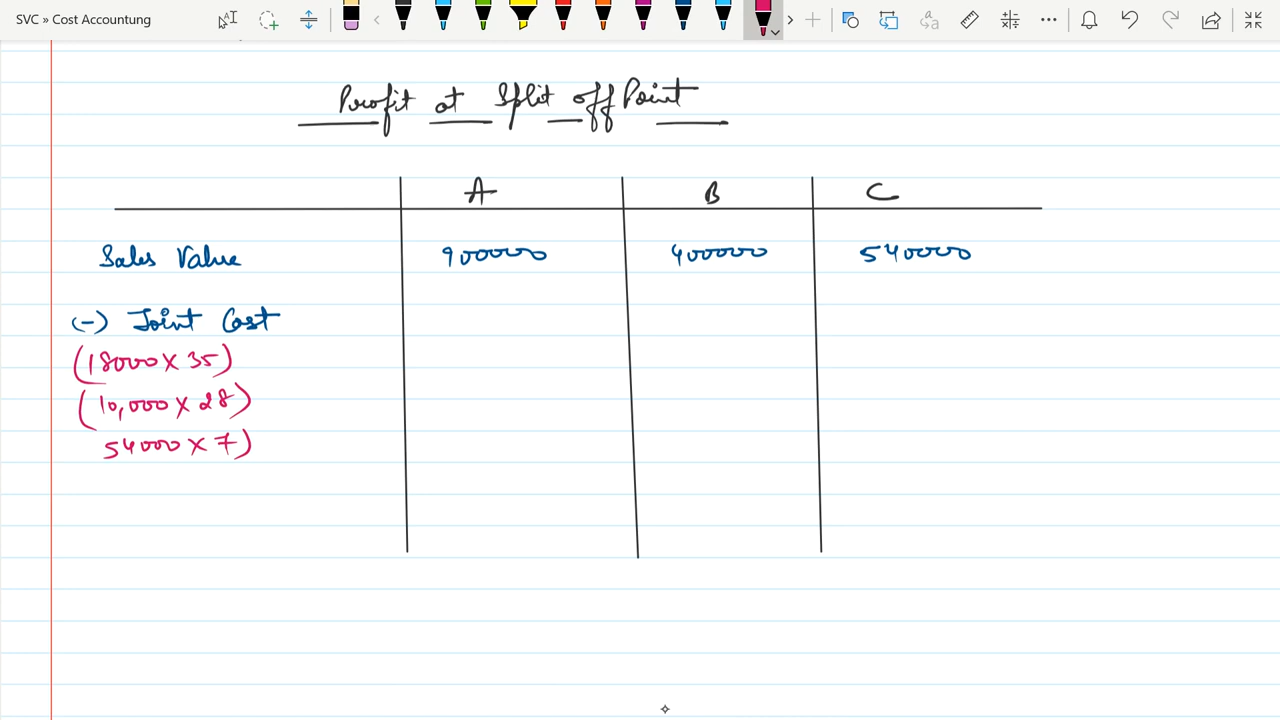 SVC » Cost Accountung
Profit at Split off Point
A B C
Sales Value 900000 400000 540000
(-) Joint Cost
(18000 x 35)
(10,000 x 28)
54000 x 7)